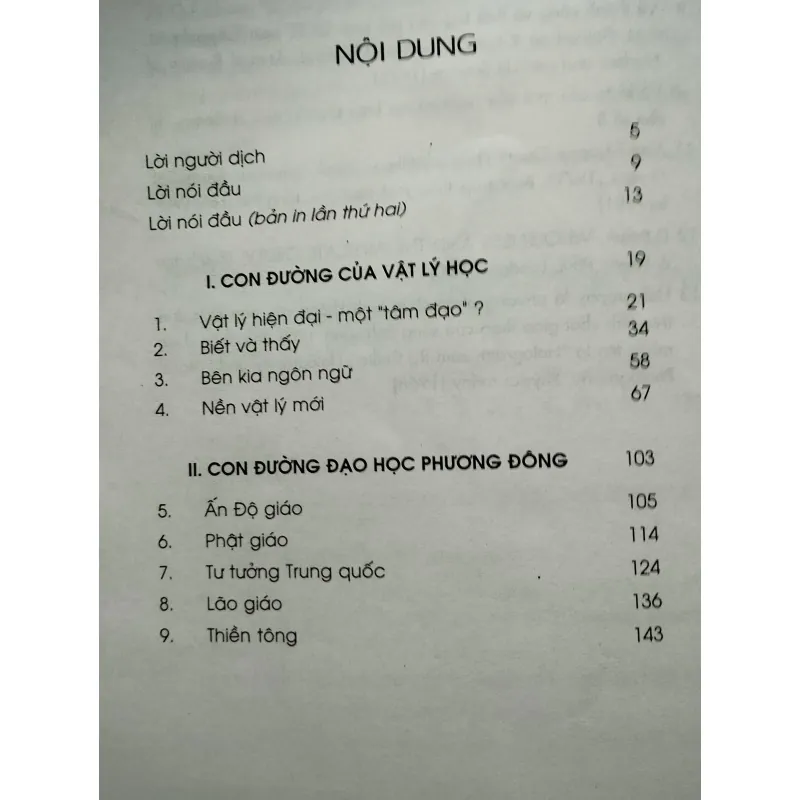 NỘI DUNG
Lời người dịch 5
Lời nói đầu 9
Lời nói đầu (bản in lần thứ hai) 13
I. CON ĐƯỜNG CỦA VẬT LÝ HỌC 19
1. Vật lý hiện đại - một "tâm đạo" ? 21
2. Biết và thấy 34
3. Bên kia ngôn ngữ 58
4. Nền vật lý mới 67
II. CON ĐƯỜNG ĐẠO HỌC PHƯƠNG ĐÔNG 103
5. Ấn Độ giáo 105
6. Phật giáo 114
7. Tư tưởng Trung quốc 124
8. Lão giáo 136
9. Thiền tông 143